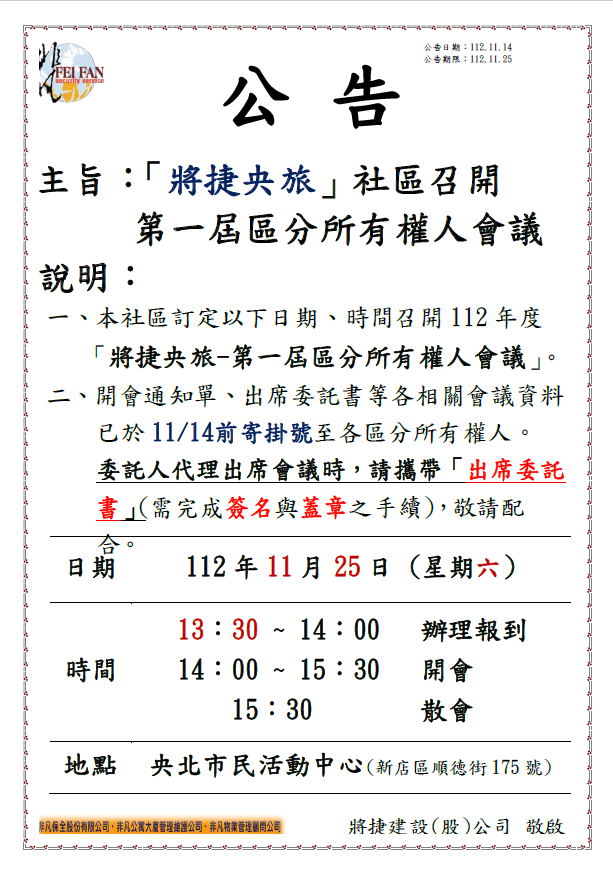 公告日期：112.11.14
公告期限：112.11.25
非凡
FEI FAN
security service
公 告
主旨：「將捷央旅」社區召開
第一屆區分所有權人會議
說明：
一、本社區訂定以下日期、時間召開112年度
「將捷央旅-第一屆區分所有權人會議」。
二、開會通知單、出席委託書等各相關會議資料
已於11/14前寄掛號至各區分所有權人。
委託人代理出席會議時，請攜帶「出席委託
書」(需完成簽名與蓋章之手續)，敬請配
合。
日期 112年11月25日 (星期六)
13：30 ~ 14：00 辦理報到
時間 14：00 ~ 15：30 開會
15：30 散會
地點 央北市民活動中心(新店區順德街175號)
非凡保全股份有限公司‧非凡公寓大廈管理維護公司‧非凡物業管理顧問公司
將捷建設(股)公司 敬啟